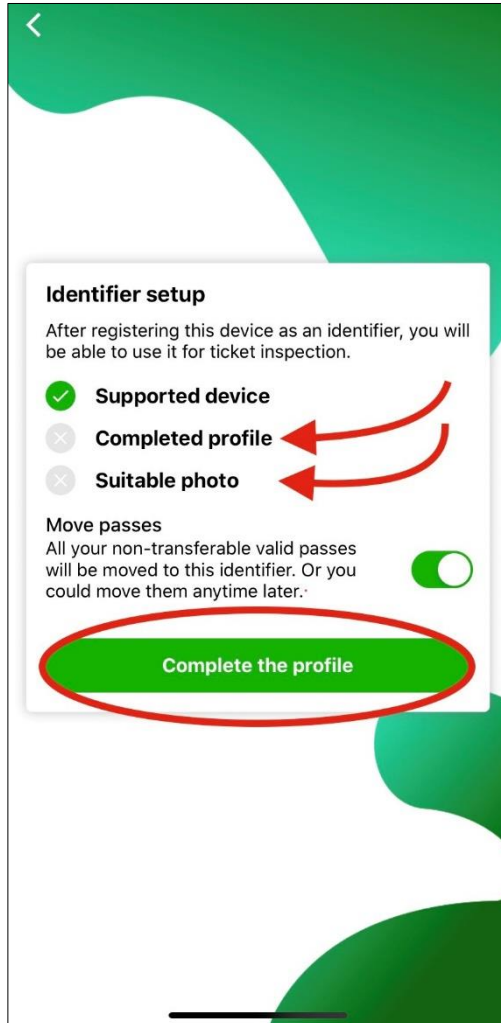 Identifier setup
After registering this device as an identifier, you will
be able to use it for ticket inspection.
Supported device
Completed profile
Suitable photo
Move passes
All your non-transferable valid passes
will be moved to this identifier. Or you
could move them anytime later.
Complete the profile